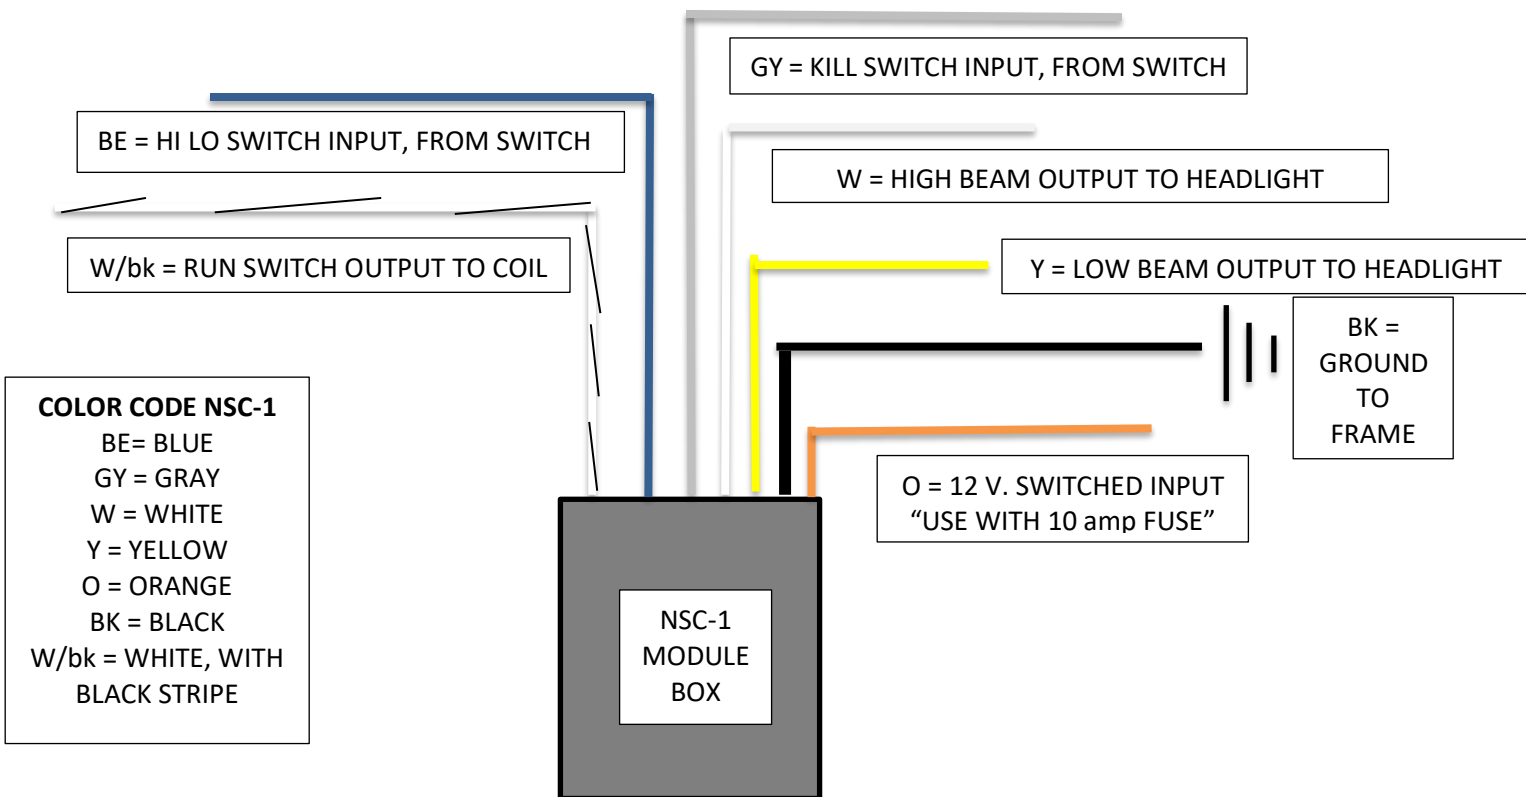 GY = KILL SWITCH INPUT, FROM SWITCH
BE = HI LO SWITCH INPUT, FROM SWITCH
W = HIGH BEAM OUTPUT TO HEADLIGHT
W/bk = RUN SWITCH OUTPUT TO COIL
Y = LOW BEAM OUTPUT TO HEADLIGHT
BK =
GROUND
TO
FRAME
O = 12 V. SWITCHED INPUT
“USE WITH 10 amp FUSE”
COLOR CODE NSC-1
BE= BLUE
GY = GRAY
W = WHITE
Y = YELLOW
O = ORANGE
BK = BLACK
W/bk = WHITE, WITH
BLACK STRIPE
NSC-1
MODULE
BOX